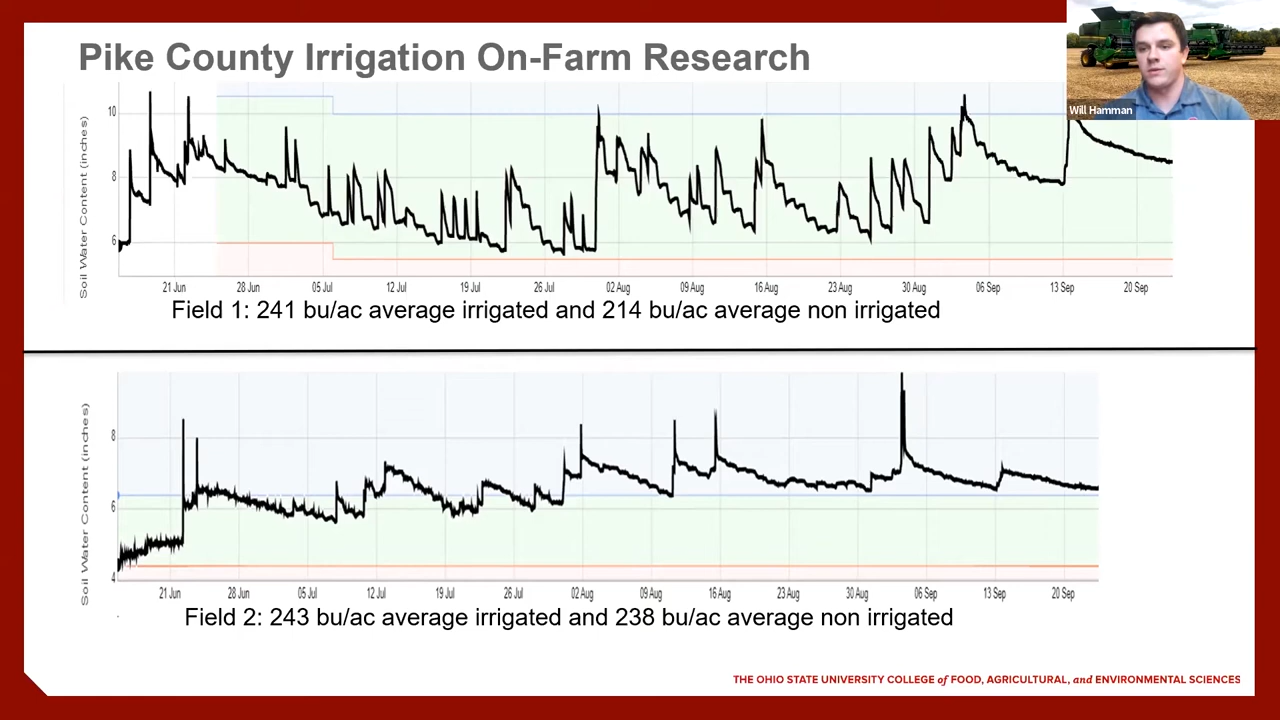 Pike County Irrigation On-Farm Research
Will Hamman
Soil Water Content (inches)
10
8
6
21 Jun 28 Jun 05 Jul 12 Jul 19 Jul 26 Jul 02 Aug 09 Aug 16 Aug 23 Aug 30 Aug 06 Sep 13 Sep 20 Sep
Field 1: 241 bu/ac average irrigated and 214 bu/ac average non irrigated
Soil Water Content (inches)
8
6
4
21 Jun 28 Jun 05 Jul 12 Jul 19 Jul 26 Jul 02 Aug 09 Aug 16 Aug 23 Aug 30 Aug 06 Sep 13 Sep 20 Sep
Field 2: 243 bu/ac average irrigated and 238 bu/ac average non irrigated
THE OHIO STATE UNIVERSITY COLLEGE of FOOD, AGRICULTURAL, and ENVIRONMENTAL SCIENCES